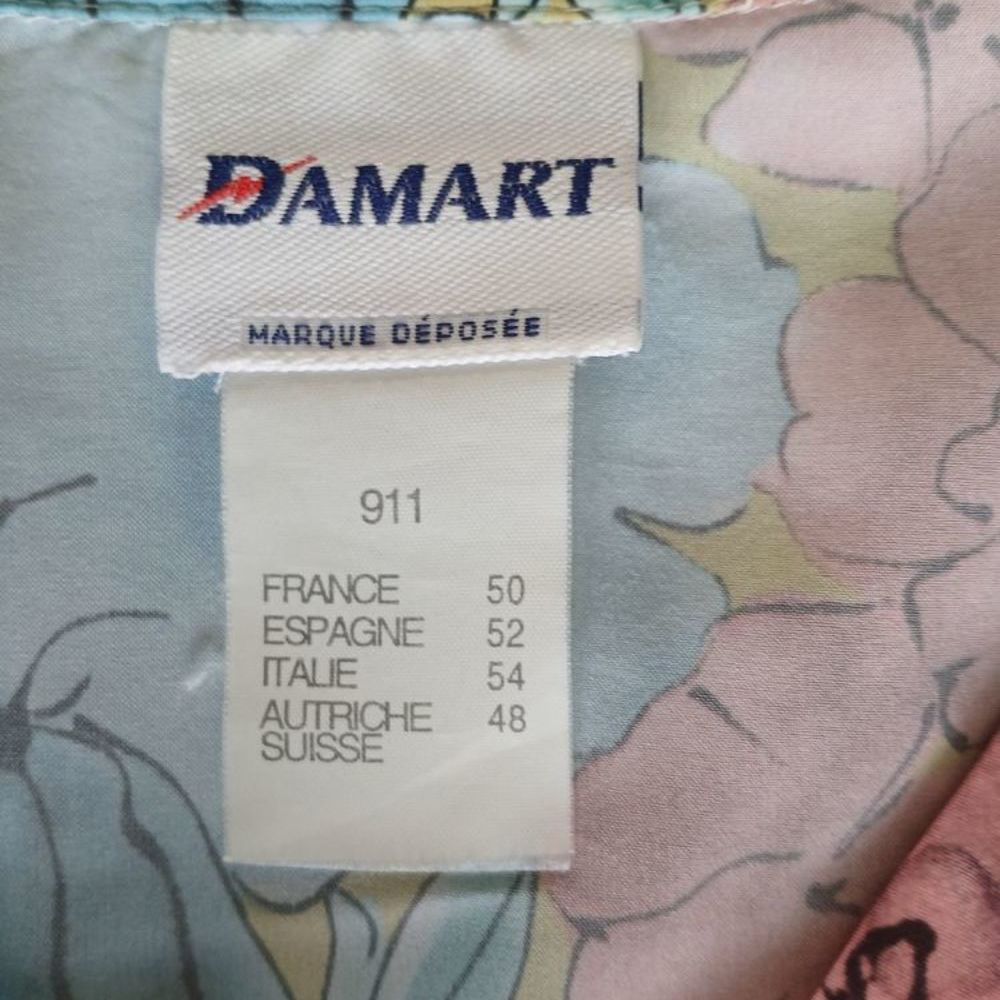 DAMART
MARQUE DÉPOSÉE
911
FRANCE 50
ESPAGNE 52
ITALIE 54
AUTRICHE 48
SUISSE